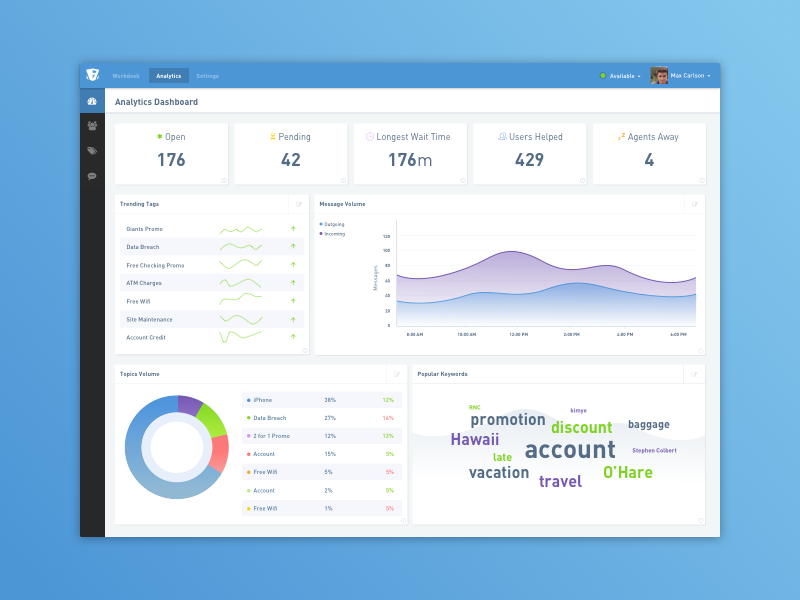 Workdesk Analytics Settings Available Max Carlson
Analytics Dashboard
Open Pending Longest Wait Time Users Helped Agents Away
176 42 176m 429 4
Trending Tags
Giants Promo
Data Breach
Free Checking Promo
ATM Charges
Free Wifi
Site Maintenance
Account Credit
Message Volume
Outgoing
Incoming
Messages
120
100
80
60
40
20
0
8:00 AM 10:00 AM 12:00 PM 2:00 PM 4:00 PM 6:00 PM
Topics Volume
iPhone 38% 12%
Data Breach 27% 16%
2 for 1 Promo 12% 12%
Account 15% 5%
Free Wifi 5% 5%
Account 2% 5%
Free Wifi 1% 5%
Popular Keywords
RNC
kimye
promotion
discount
baggage
Hawaii
account
Stephen Colbert
late
vacation
O'Hare
travel